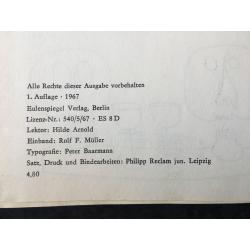 Alle Rechte dieser Ausgabe vorbehalten
1. Auflage · 1967
Eulenspiegel Verlag, Berlin
Lizenz-Nr.: 540/5/67 · ES 8 D
Lektor: Hilde Arnold
Einband: Rolf F. Müller
Typografie: Peter Baarmann
Satz, Druck und Bindearbeiten: Philipp Reclam jun. Leipzig
4,80